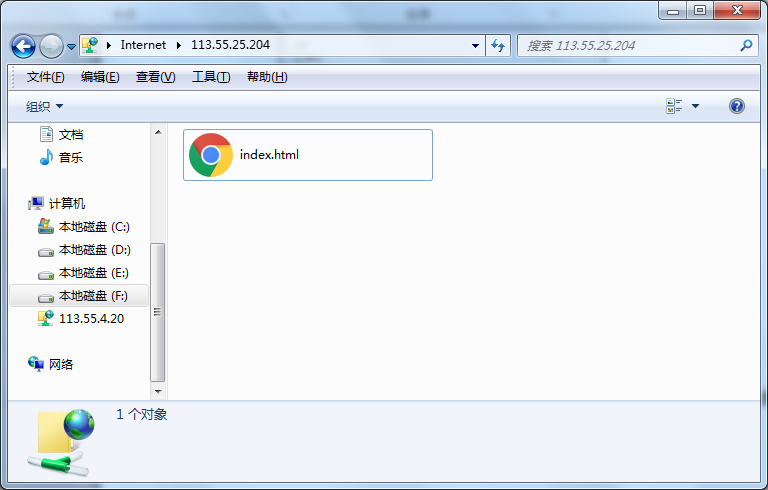 Internet ▸ 113.55.25.204
搜索 113.55.25.204
文件(F) 编辑(E) 查看(V) 工具(T) 帮助(H)
组织
文档
音乐
计算机
本地磁盘 (C:)
本地磁盘 (D:)
本地磁盘 (E:)
本地磁盘 (F:)
113.55.4.20
网络
index.html
1 个对象